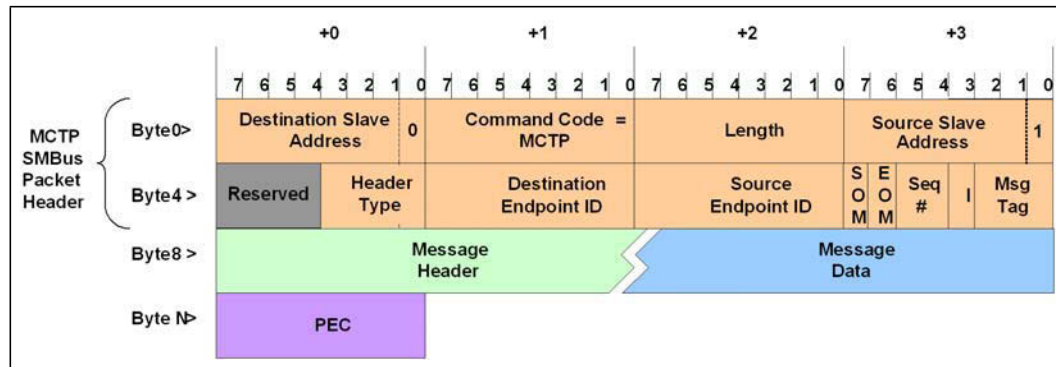 +0 +1 +2 +3
7 6 5 4 3 2 1 0 7 6 5 4 3 2 1 0 7 6 5 4 3 2 1 0 7 6 5 4 3 2 1 0
MCTP
SMBus
Packet
Header
Byte0>
Destination Slave
Address
0
Command Code =
MCTP
Length
Source Slave
Address
1
Byte4 >
Reserved
Header
Type
Destination
Endpoint ID
Source
Endpoint ID
SOM
EOM
Seq
#
I
Msg
Tag
Byte8 >
Message
Header
Message
Data
Byte N>
PEC